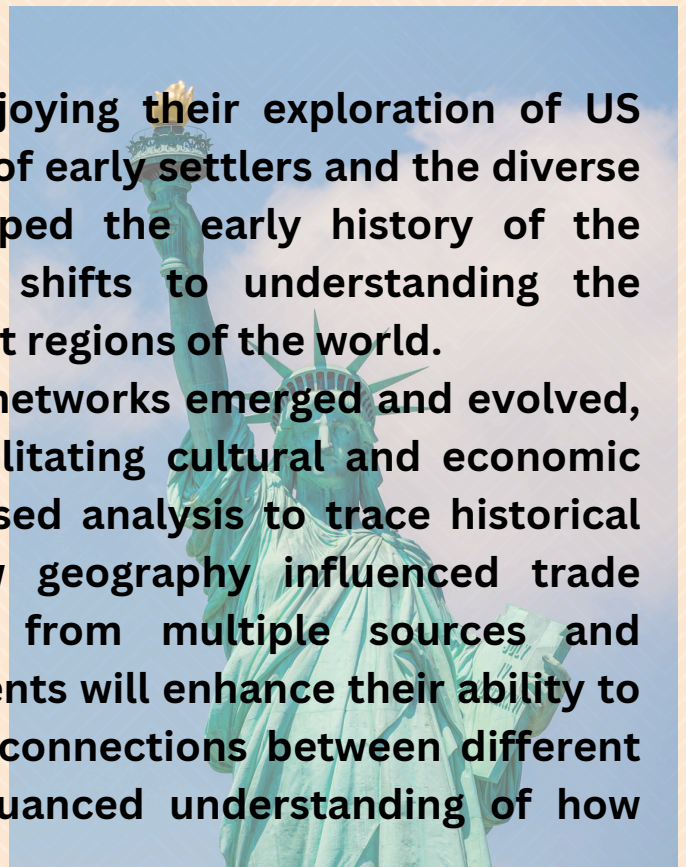 joying their exploration of US
of early settlers and the diverse
ped the early history of the
shifts to understanding the
t regions of the world.
networks emerged and evolved,
litating cultural and economic
sed analysis to trace historical
geography influenced trade
from multiple sources and
ents will enhance their ability to
connections between different
uanced understanding of how